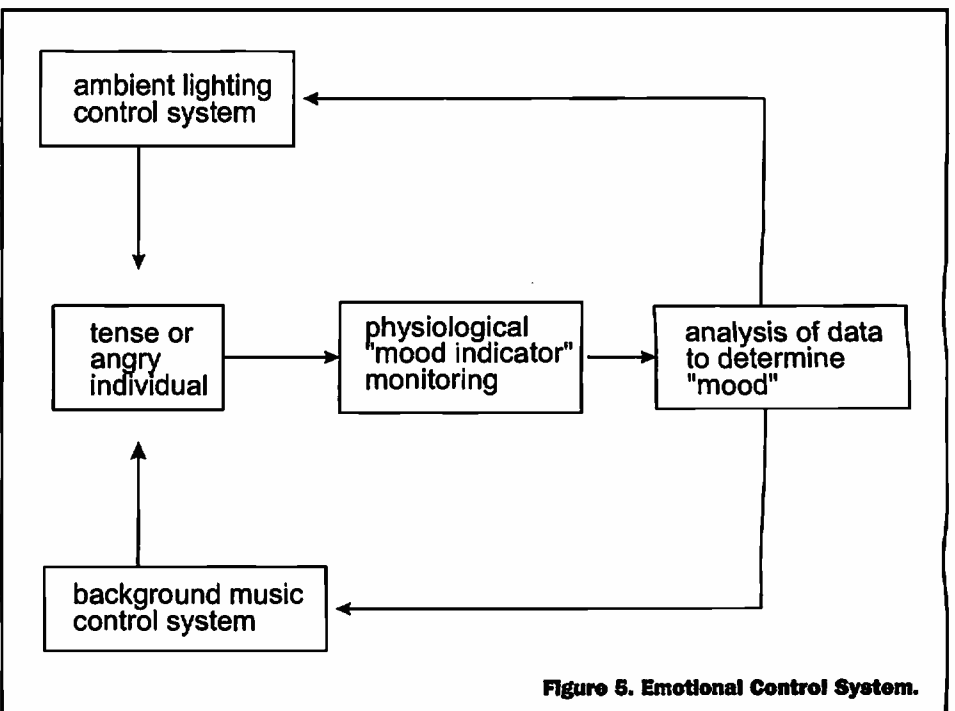 ambient lighting
control system
tense or
angry
individual
physiological
"mood indicator"
monitoring
analysis of data
to determine
"mood"
background music
control system
Figure 5. Emotional Control System.